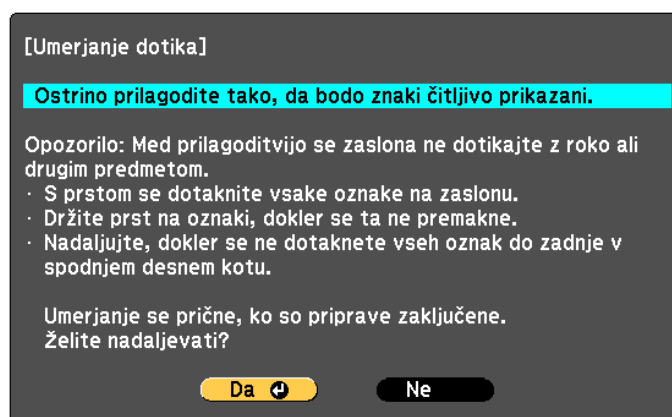 [Umerjanje dotika]
Ostrino prilagodite tako, da bodo znaki čitljivo prikazani.
Opozorilo: Med prilagoditvijo se zaslona ne dotikajte z roko ali
drugim predmetom.
· S prstom se dotaknite vsake oznake na zaslonu.
· Držite prst na oznaki, dokler se ta ne premakne.
· Nadaljujte, dokler se ne dotaknete vseh oznak do zadnje v
spodnjem desnem kotu.
Umerjanje se prične, ko so priprave zaključene.
Želite nadaljevati?
Da Ne